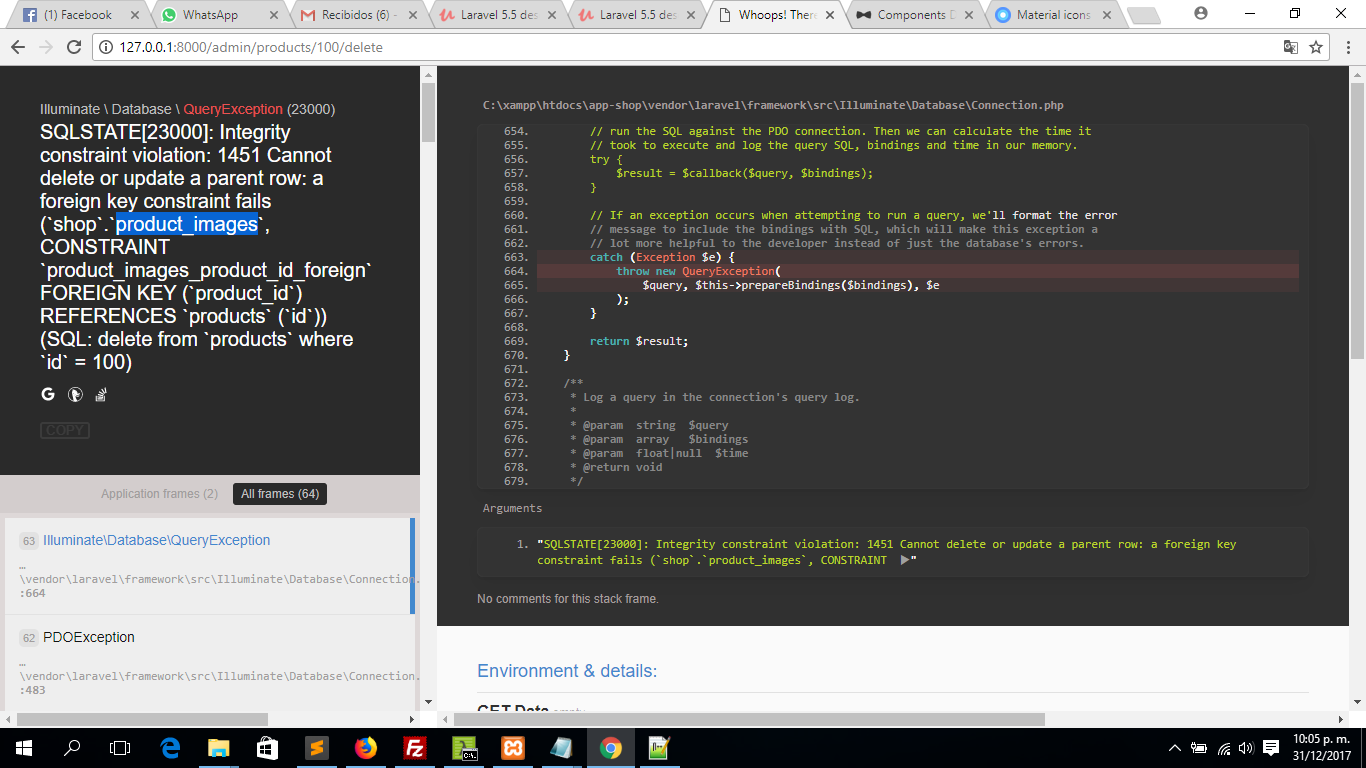 (1) Facebook
WhatsApp
Recibidos (6) -
Laravel 5.5 des
Laravel 5.5 des
Whoops! There
Components D
Material icons
127.0.0.1:8000/admin/products/100/delete
Illuminate \ Database \ QueryException (23000)
SQLSTATE[23000]: Integrity
constraint violation: 1451 Cannot
delete or update a parent row: a
foreign key constraint fails
(`shop`.`product_images`,
CONSTRAINT
`product_images_product_id_foreign`
FOREIGN KEY (`product_id`)
REFERENCES `products` (`id`))
(SQL: delete from `products` where
`id` = 100)
COPY
Application frames (2)
All frames (64)
63 Illuminate\Database\QueryException
…
\vendor\laravel\framework\src\Illuminate\Database\Connection.
:664
62 PDOException
…
\vendor\laravel\framework\src\Illuminate\Database\Connection.
:483
C:\xampp\htdocs\app-shop\vendor\laravel\framework\src\Illuminate\Database\Connection.php
654. // run the SQL against the PDO connection. Then we can calculate the time it
655. // took to execute and log the query SQL, bindings and time in our memory.
656. try {
657. $result = $callback($query, $bindings);
658. }
659.
660. // If an exception occurs when attempting to run a query, we'll format the error
661. // message to include the bindings with SQL, which will make this exception a
662. // lot more helpful to the developer instead of just the database's errors.
663. catch (Exception $e) {
664. throw new QueryException(
665. $query, $this->prepareBindings($bindings), $e
666. );
667. }
668.
669. return $result;
670. }
671.
672. /**
673. * Log a query in the connection's query log.
674. *
675. * @param string $query
676. * @param array $bindings
677. * @param float|null $time
678. * @return void
679. */
Arguments
1. "SQLSTATE[23000]: Integrity constraint violation: 1451 Cannot delete or update a parent row: a foreign key
constraint fails (`shop`.`product_images`, CONSTRAINT ▶"
No comments for this stack frame.
Environment & details:
GET Data empty
10:05 p. m.
31/12/2017